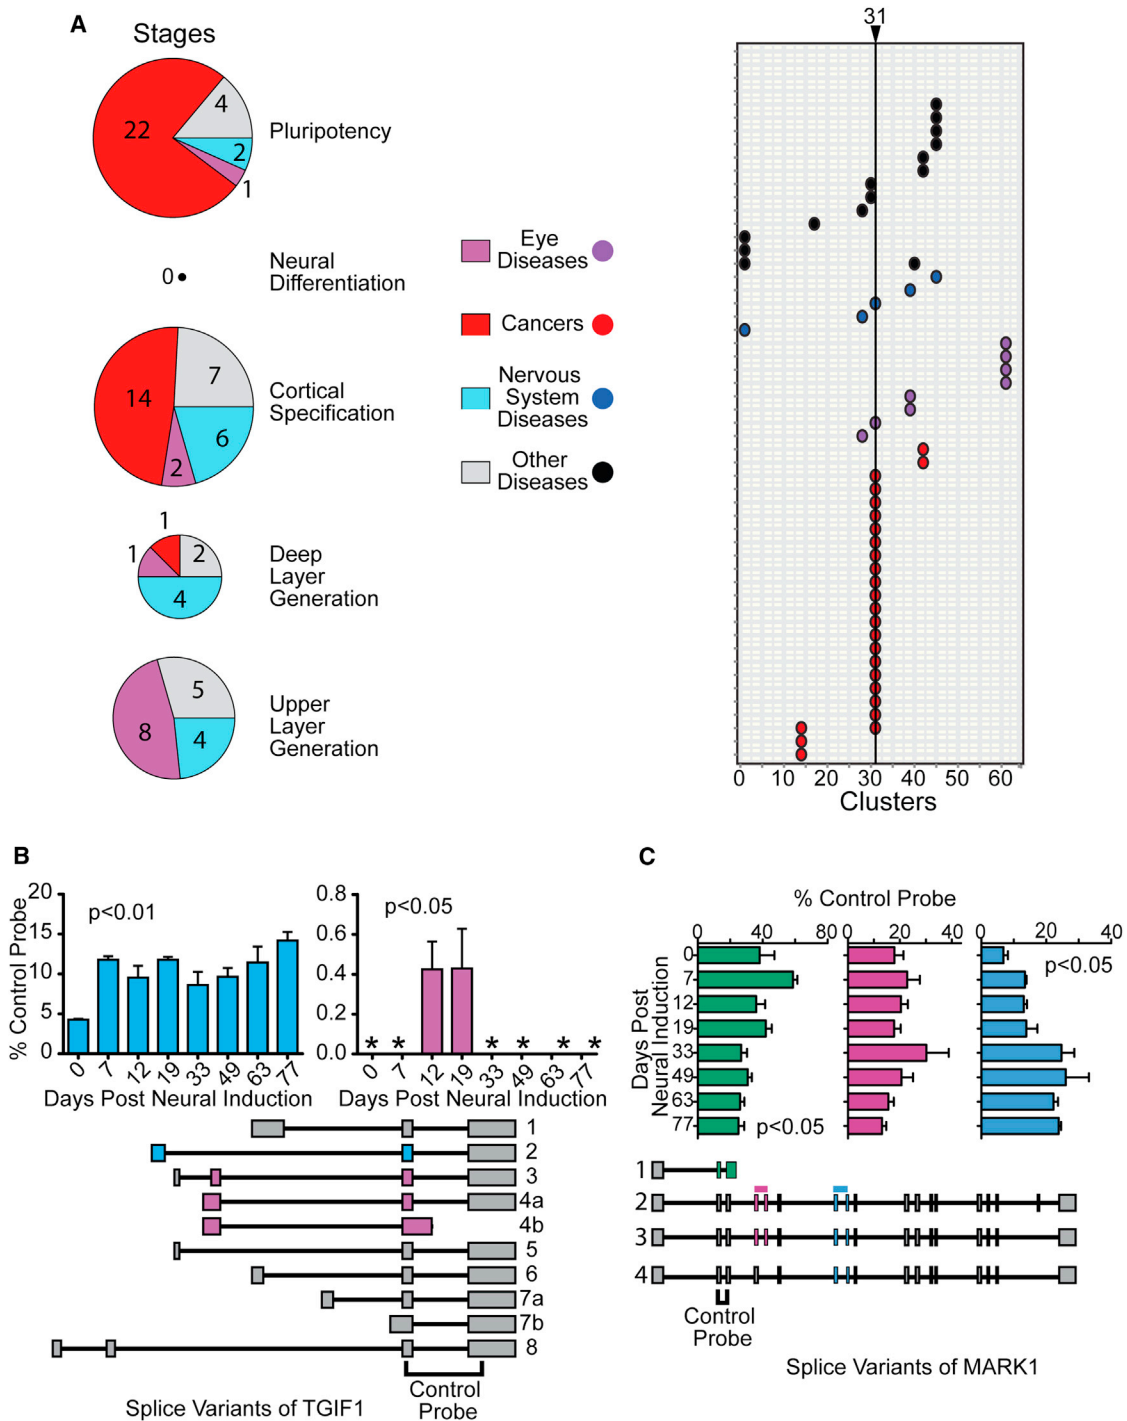 A
Stages
22
4
2
1
Pluripotency
0
Neural
Differentiation
14
7
6
2
Cortical
Specification
1
1
2
4
Deep
Layer
Generation
8
5
4
Upper
Layer
Generation
Eye
Diseases
Cancers
Nervous
System
Diseases
Other
Diseases
31
0 10 20 30 40 50 60
Clusters
B
% Control Probe
20
15
10
5
0
p<0.01
0 7 12 19 33 49 63 77
Days Post Neural Induction
0.8
0.6
0.4
0.2
0.0
p<0.05
* * * * * *
0 7 12 19 33 49 63 77
Days Post Neural Induction
1
2
3
4a
4b
5
6
7a
7b
8
Control
Probe
Splice Variants of TGIF1
C
% Control Probe
0 40 80
0 20 40
0 20 40
Days Post
Neural Induction
0
7
12
19
33
49
63
77
p<0.05
p<0.05
1
2
3
4
Control
Probe
Splice Variants of MARK1